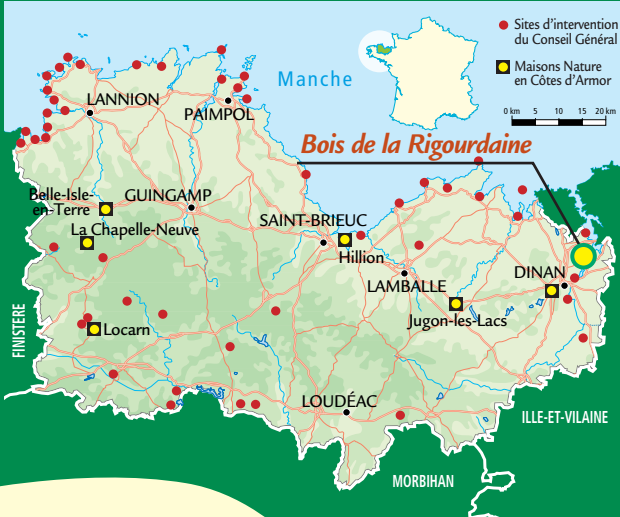 Sites d'intervention
du Conseil Général
Maisons Nature
en Côtes d'Armor
0 km 5 10 15 20 km
Manche
LANNION
PAIMPOL
Bois de la Rigourdaine
Belle-Isle-
en-Terre
GUINGAMP
La Chapelle-Neuve
SAINT-BRIEUC
Hillion
LAMBALLE
DINAN
Jugon-les-Lacs
FINISTERE
Locarn
LOUDÉAC
ILLE-ET-VILAINE
MORBIHAN